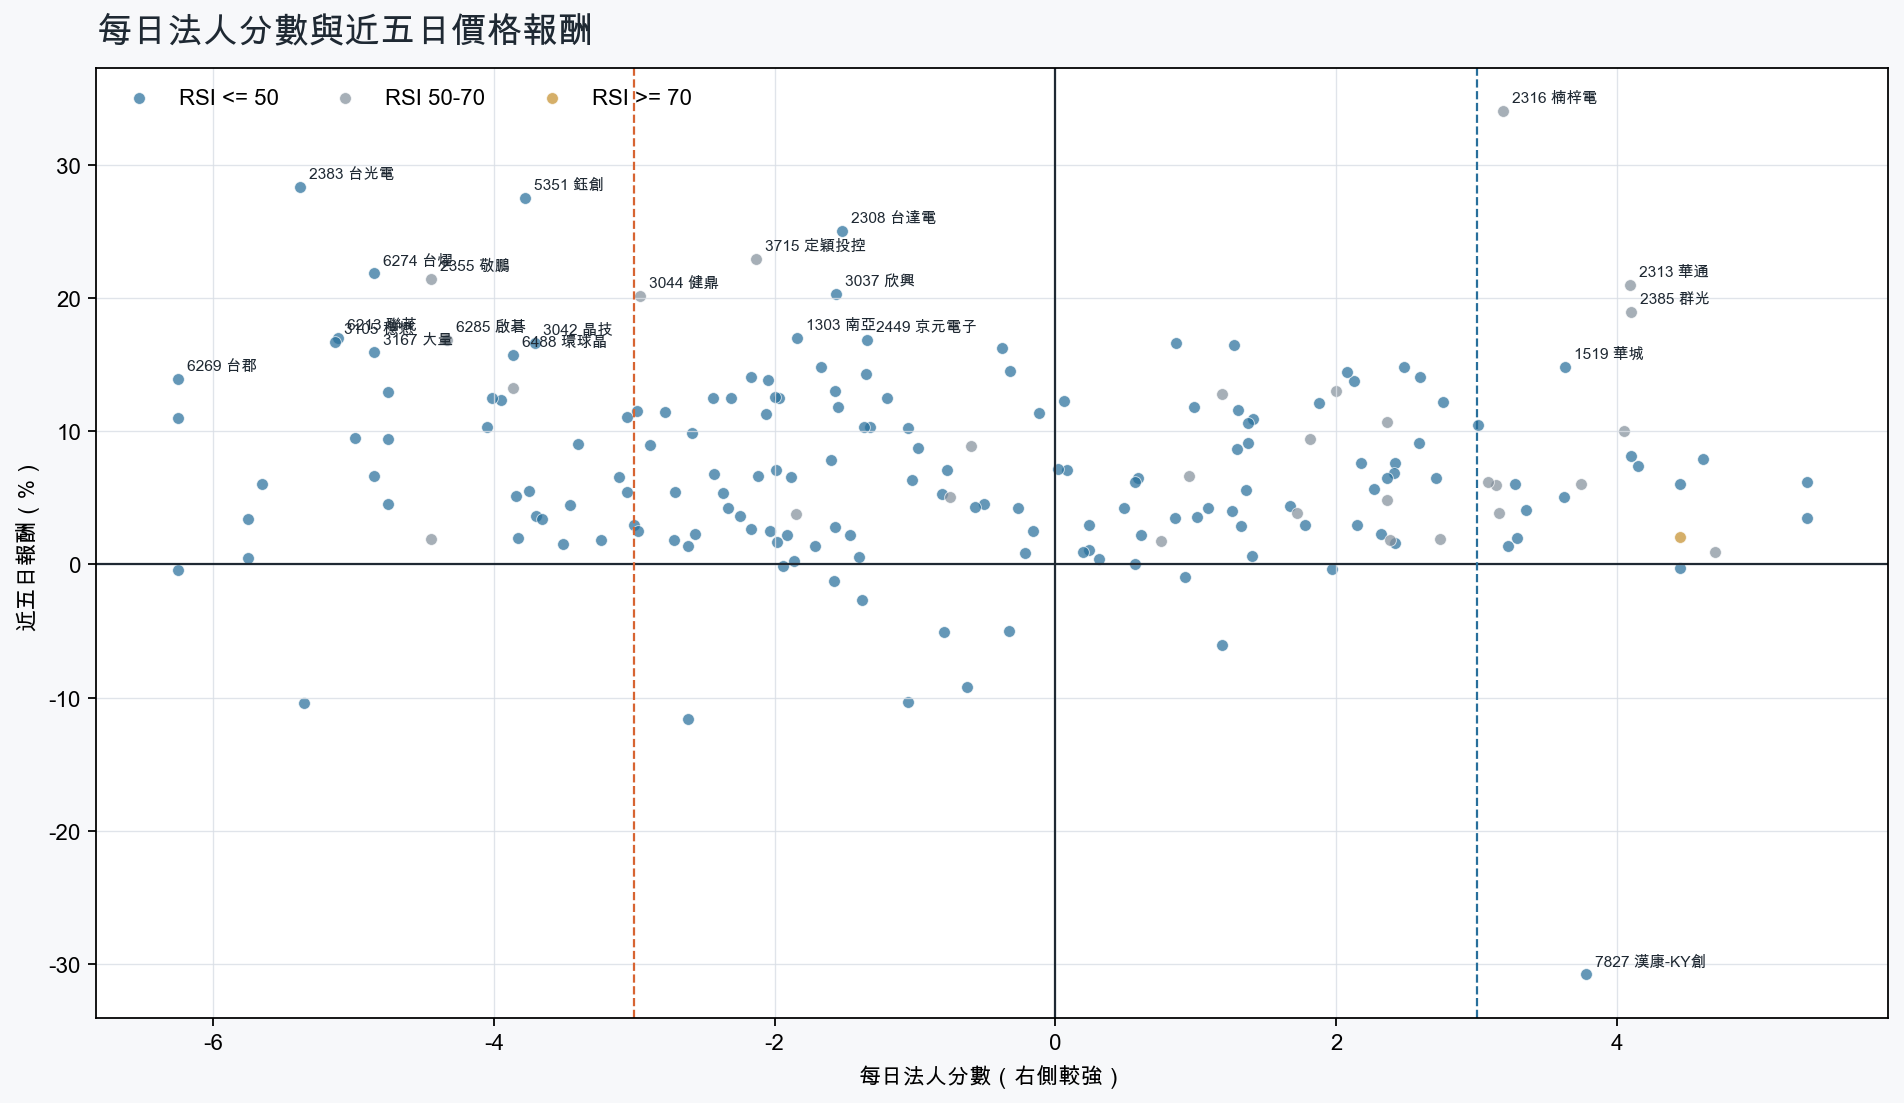 每日法人分數與近五日價格報酬
RSI <= 50
RSI 50-70
RSI >= 70
2316 楠梓電
2383 台光電
5351 鈺創
2308 台達電
3715 定穎投控
6274 台燿
2355 敬鵬
3044 健鼎
3037 欣興
2313 華通
2385 群光
6213 聯茂
3105 穩懋
6285 啟碁
3042 晶技
1303 南亞
2449 京元電子
3167 大量
6488 環球晶
6269 台郡
1519 華城
7827 漢康-KY創
近五日報酬（%）
30
20
10
0
-10
-20
-30
-6
-4
-2
0
2
4
每日法人分數（右側較強）